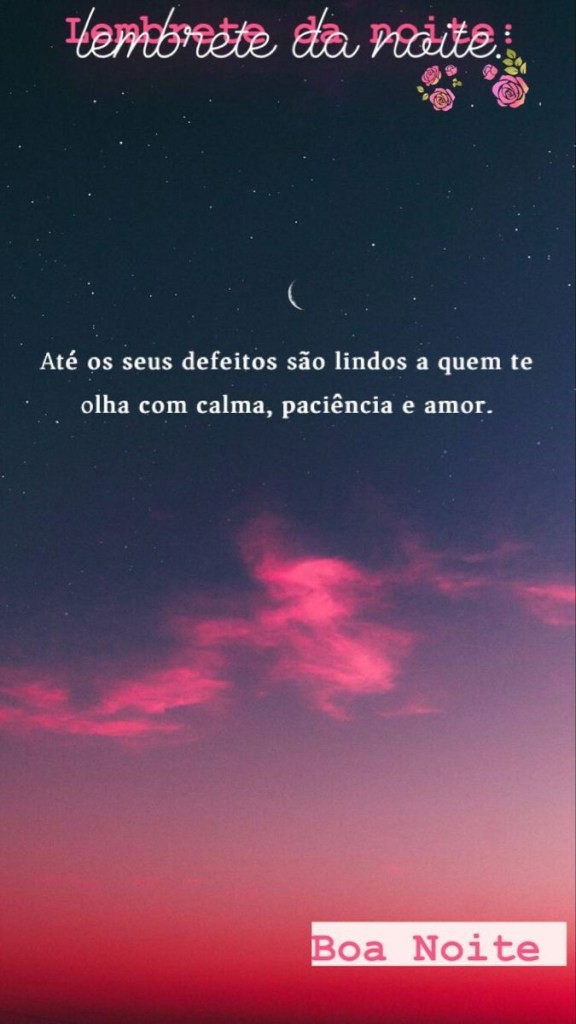 Lembrete da noite:
lembrete da noite:
Até os seus defeitos são lindos a quem te
olha com calma, paciência e amor.
Boa Noite